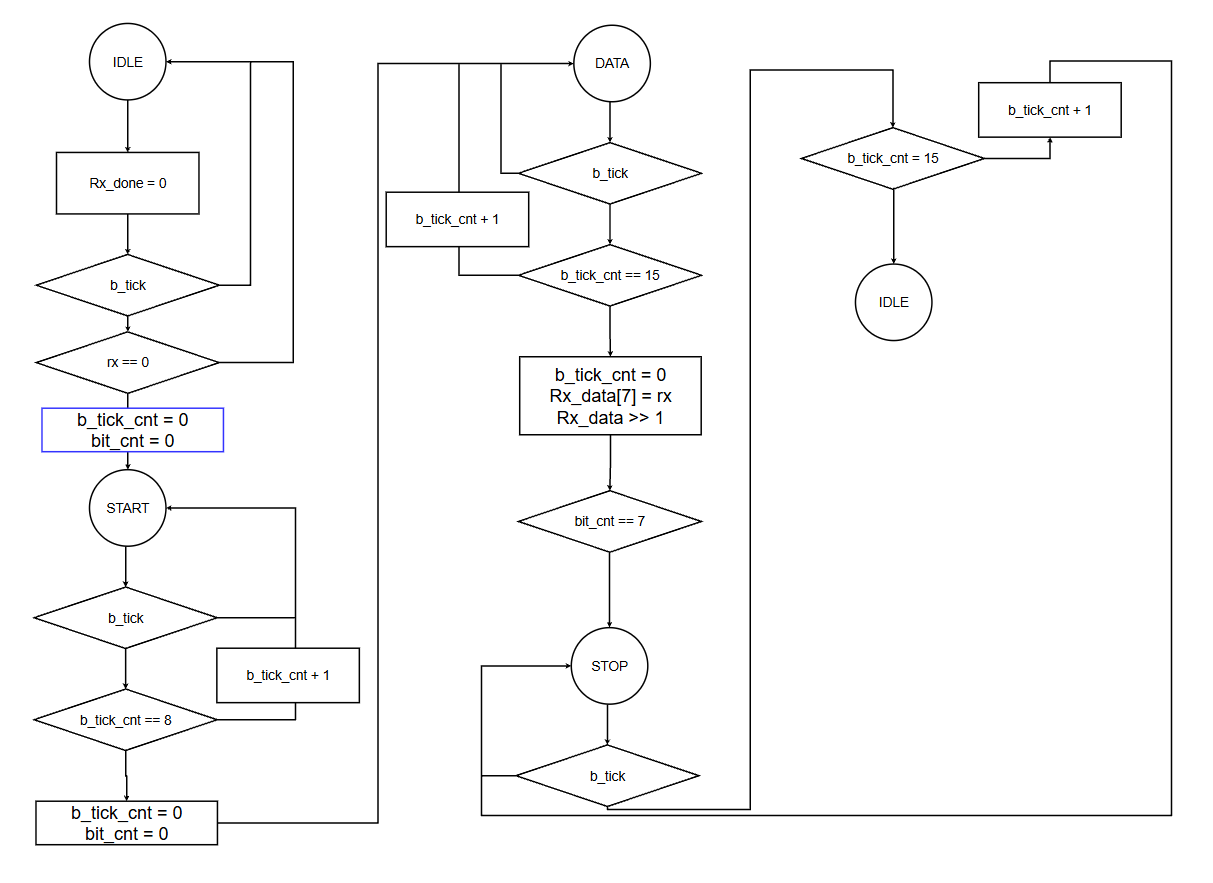 IDLE
Rx_done = 0
b_tick
rx == 0
b_tick_cnt = 0
bit_cnt = 0
START
b_tick
b_tick_cnt + 1
b_tick_cnt == 8
b_tick_cnt = 0
bit_cnt = 0
DATA
b_tick
b_tick_cnt + 1
b_tick_cnt == 15
b_tick_cnt = 0
Rx_data[7] = rx
Rx_data >> 1
bit_cnt == 7
STOP
b_tick
b_tick_cnt + 1
b_tick_cnt = 15
IDLE